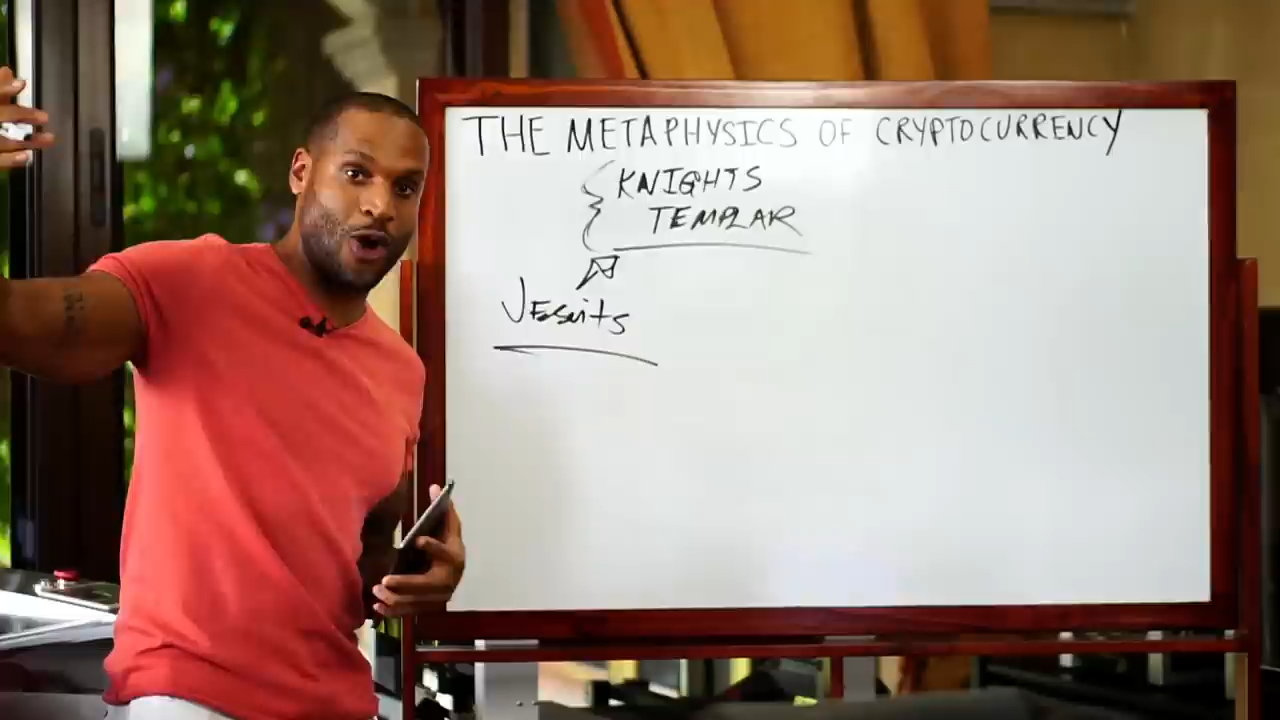 THE METAPHYSICS OF CRYPTOCURRENCY
KNIGHTS
TEMPLAR
JEsuits